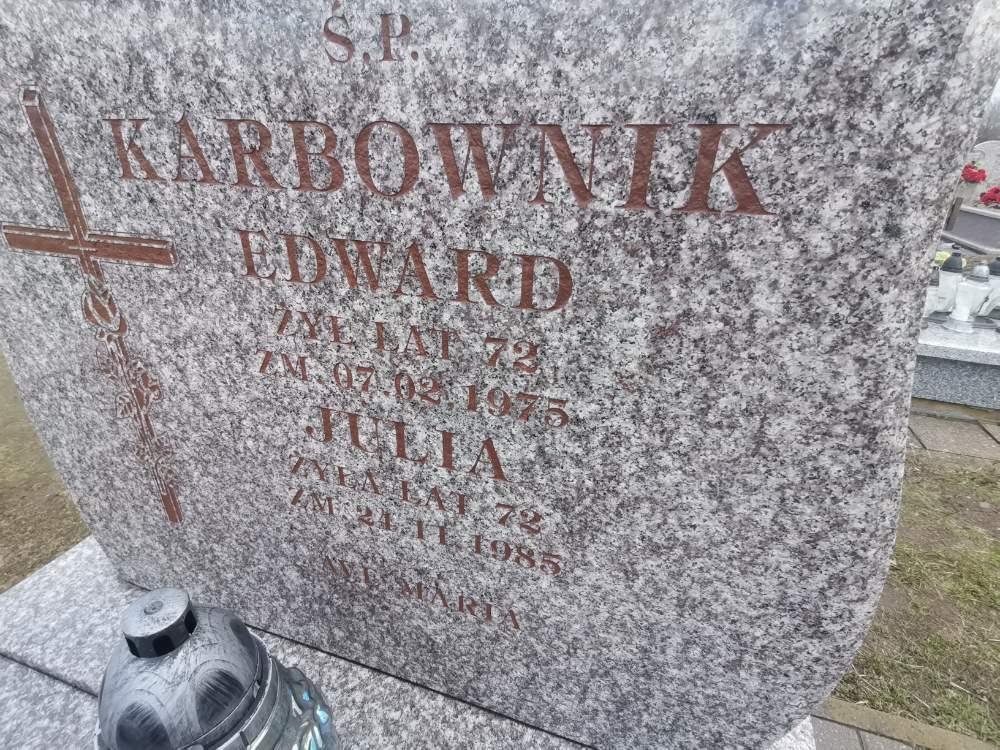 Ś.P.
KARBOWNIK
EDWARD
ŻYŁ LAT 72
ZM. 07.02.1975
JULIA
ŻYŁA LAT 72
ZM. 24.11.1985
AVE MARIA